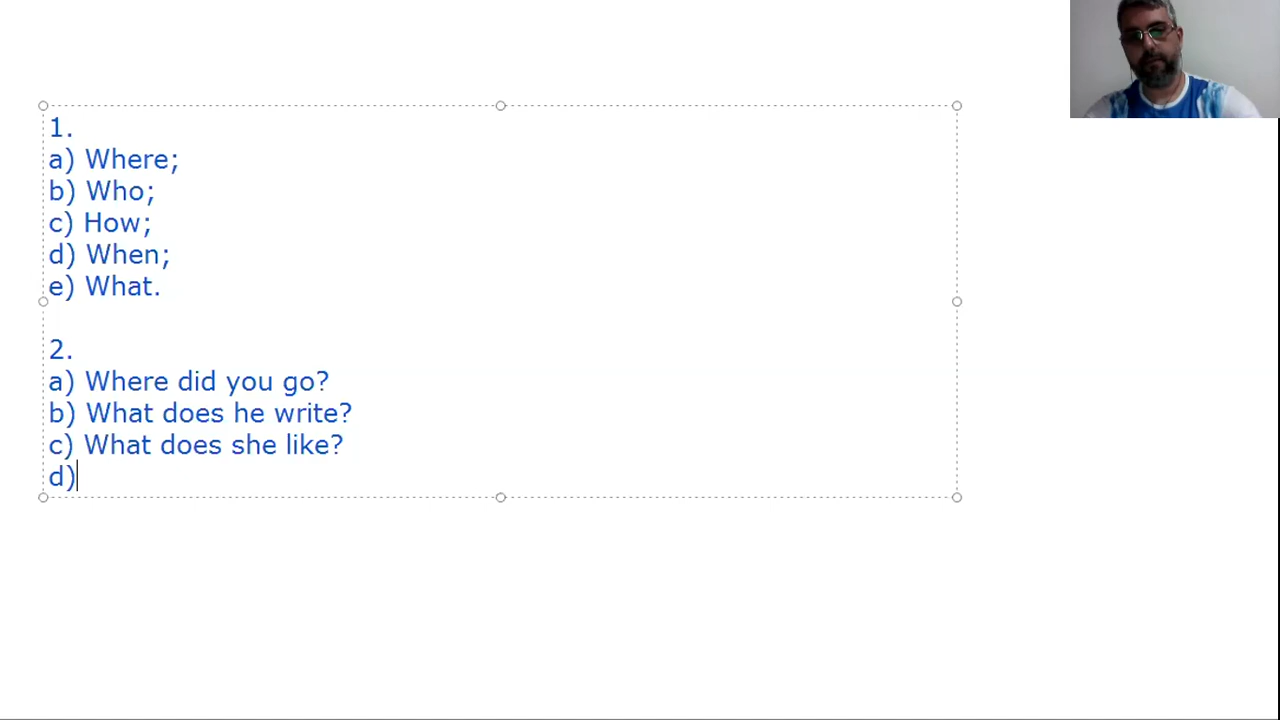 1.
a) Where;
b) Who;
c) How;
d) When;
e) What.
2.
a) Where did you go?
b) What does he write?
c) What does she like?
d)